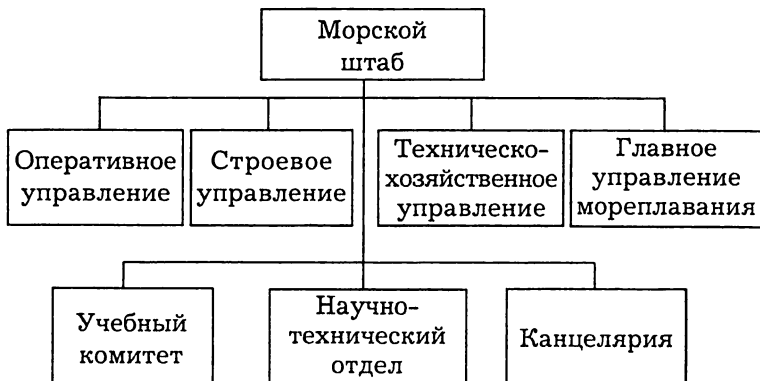 Морской
штаб
Оперативное
управление
Строевое
управление
Техническо-
хозяйственное
управление
Главное
управление
мореплавания
Учебный
комитет
Научно-
технический
отдел
Канцелярия